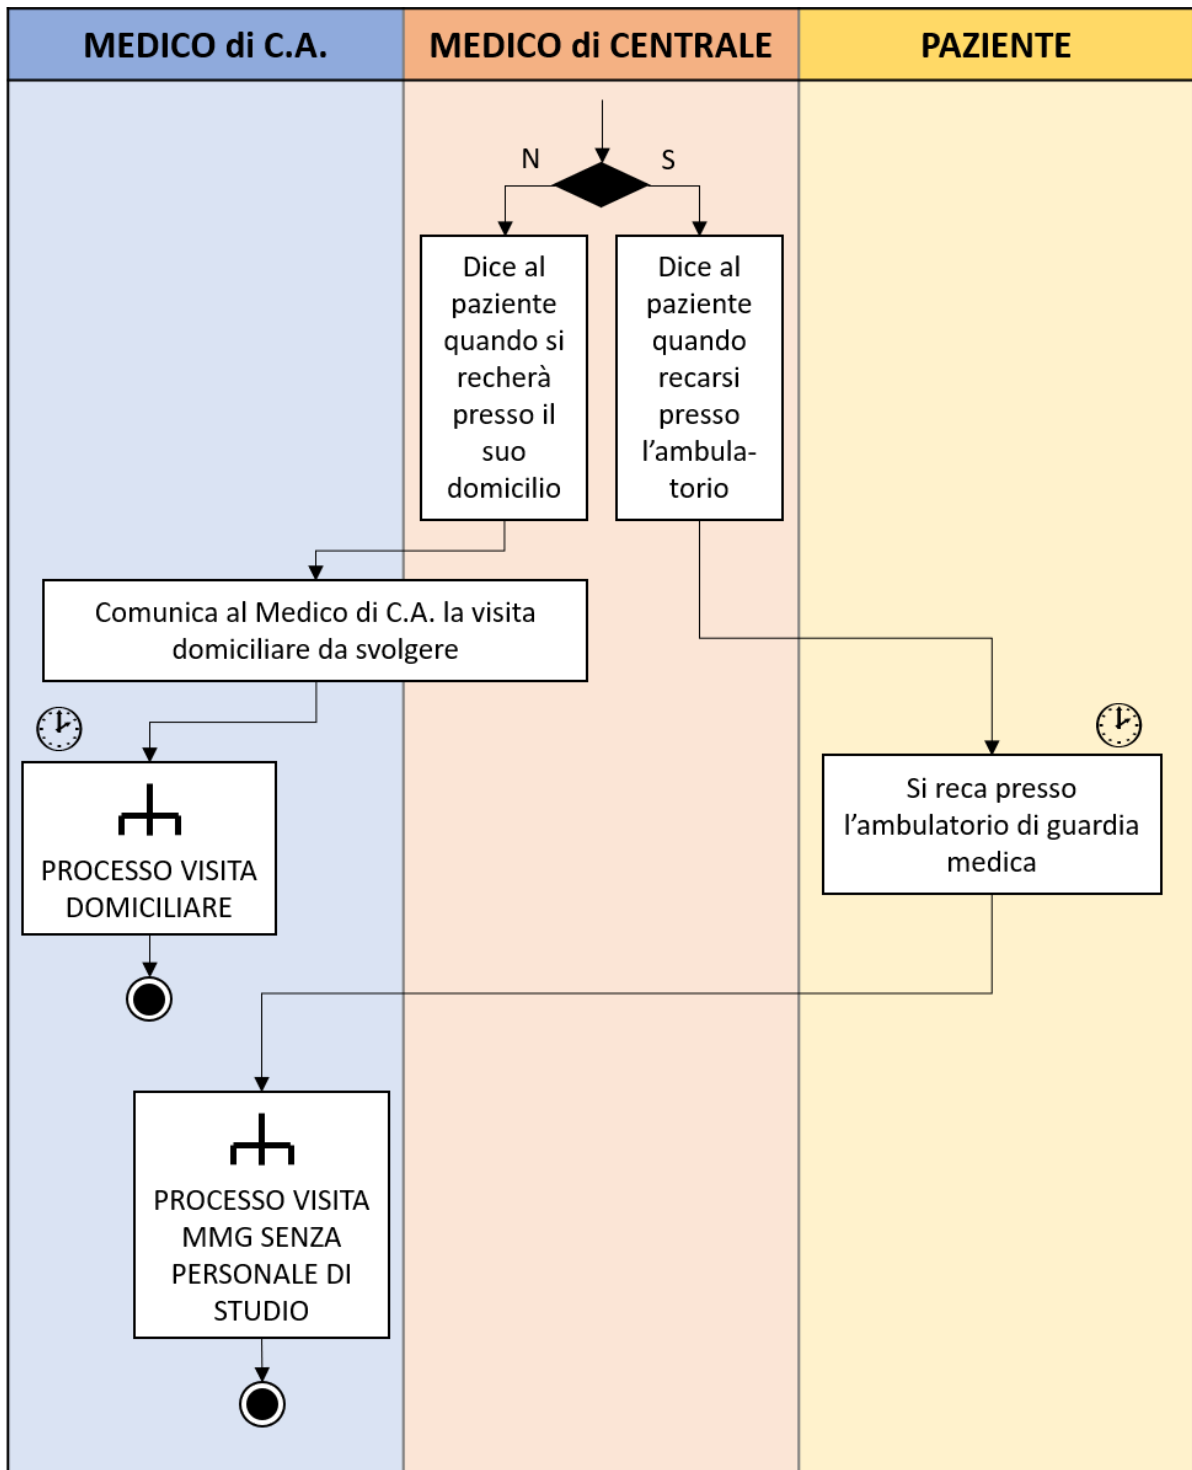 MEDICO di C.A.
MEDICO di CENTRALE
PAZIENTE
N
S
Dice al
paziente
quando si
recherà
presso il
suo
domicilio
Dice al
paziente
quando
recarsi
presso
l’ambula-
torio
Comunica al Medico di C.A. la visita
domiciliare da svolgere
PROCESSO VISITA
DOMICILIARE
Si reca presso
l’ambulatorio di guardia
medica
PROCESSO VISITA
MMG SENZA
PERSONALE DI
STUDIO